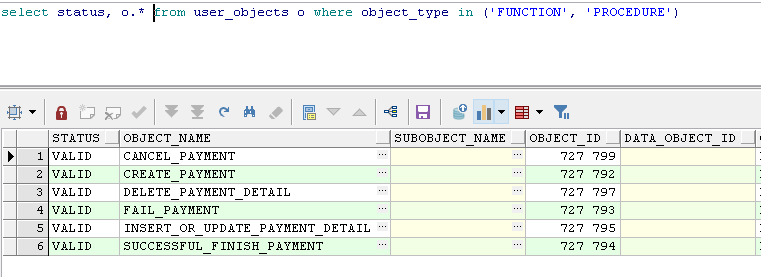 select status, o.* from user_objects o where object_type in ('FUNCTION', 'PROCEDURE')
STATUS OBJECT_NAME SUBOBJECT_NAME OBJECT_ID DATA_OBJECT_ID
1 VALID CANCEL_PAYMENT ... ... 727 799
2 VALID CREATE_PAYMENT ... ... 727 792
3 VALID DELETE_PAYMENT_DETAIL ... ... 727 797
4 VALID FAIL_PAYMENT ... ... 727 793
5 VALID INSERT_OR_UPDATE_PAYMENT_DETAIL ... ... 727 795
6 VALID SUCCESSFUL_FINISH_PAYMENT ... ... 727 794